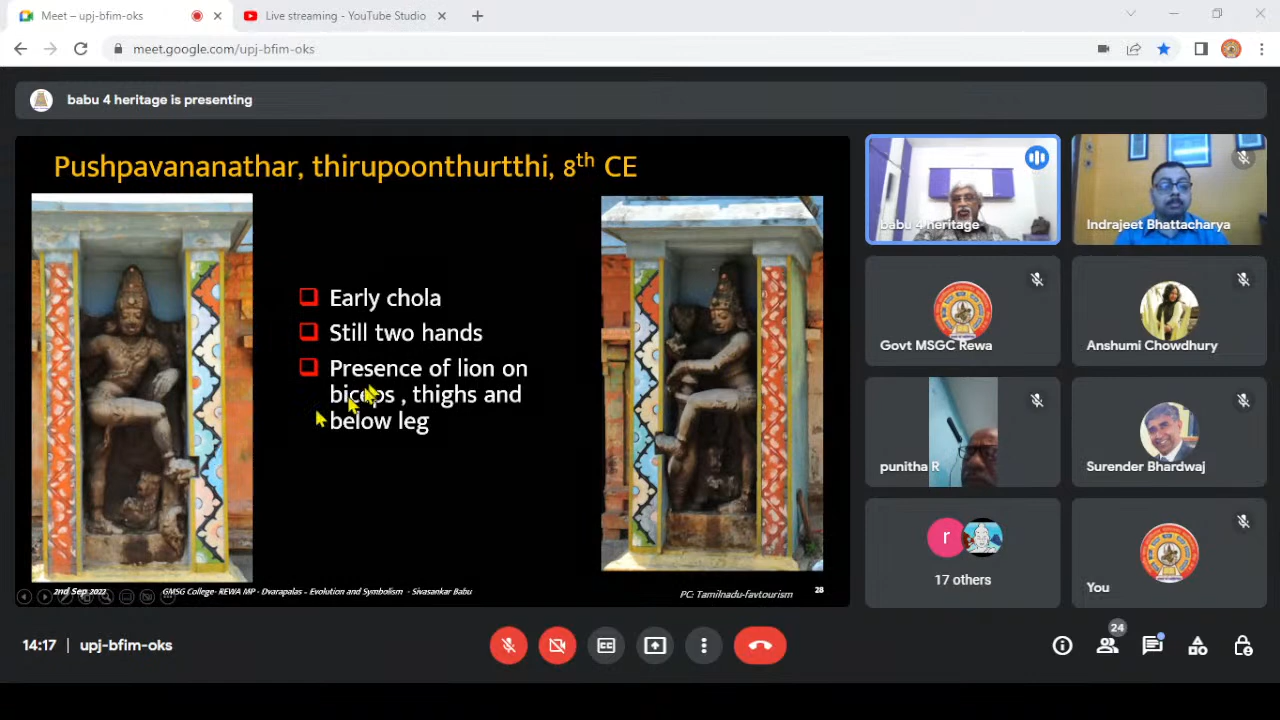 Meet – upj-bfim-oks
Live streaming - YouTube Studio
meet.google.com/upj-bfim-oks
babu 4 heritage is presenting
Pushpavananathar, thirupoonthurtthi, 8th CE
Early chola
Still two hands
Presence of lion on
biceps , thighs and
below leg
2nd Sep 2022
GMSG College- REWA MP - Dvarapalas – Evolution and Symbolism - Sivasankar Babu
PC: Tamilnadu-favtourism
28
babu 4 heritage
Indrajeet Bhattacharya
Govt MSGC Rewa
Anshumi Chowdhury
punitha R
Surender Bhardwaj
r
17 others
You
14:17 | upj-bfim-oks
CC
24